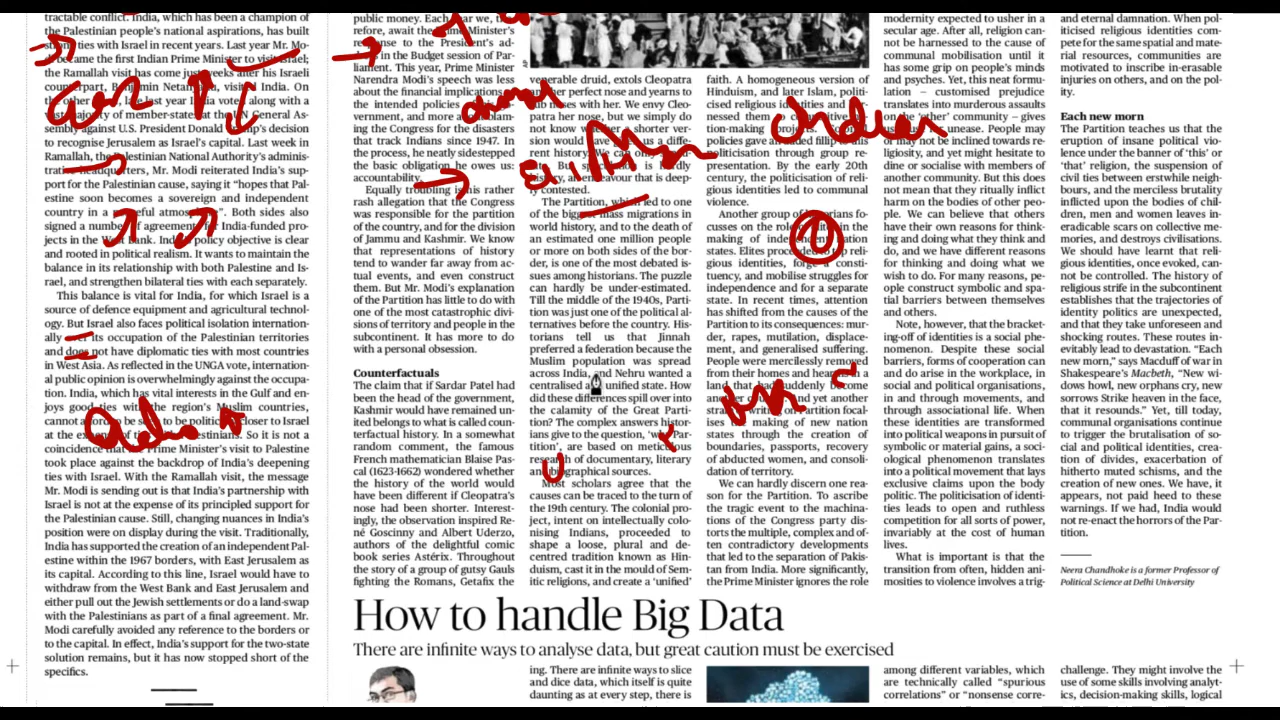 tractable conflict. India, which has been a champion of
the Palestinian people's national aspirations, has built
ties with Israel in recent years. Last year Mr. Mo-
became the first Indian Prime Minister to visit Israel;
the Ramallah visit has come just weeks after his Israeli
Benjamin visit India. On
the late last year India along with a
of member-states the General As-
sembly against U.S. President Donald decision
to recognise Jerusalem as Israel's capital. Last week in
Ramallah, the Palestinian National Authority's adminis-
headquarters, Mr. Modi reiterated India's sup-
port for the Palestinian cause, saying it "hopes that Pal-
estine soon becomes a sovereign and independent
country in a Both sides also
signed a number of for India-funded pro-
jects in the West Bank. policy objective is clear
and rooted in political realism. It wants to maintain the
balance in its relationship with both Palestine and Is-
rael, and strengthen bilateral ties with each separately.
This balance is vital for India, for which Israel is a
source of defence equipment and agricultural technol-
ogy. But Israel also faces political isolation internation-
ally over its occupation of the Palestinian territories
and does not have diplomatic ties with most countries
in West Asia. As reflected in the UNGA vote, internation-
al public opinion is overwhelmingly against the occupa-
tion. India, which has vital interests in the Gulf and en-
joys good ties with the region's Muslim countries,
cannot to be closer to Israel
at the So it is not a
coincidence Prime Minister's visit to Palestine
took place against the backdrop of India's deepening
ties with Israel. With the Ramallah visit, the message
Mr. Modi is sending out is that India's partnership with
Israel is not at the expense of its principled support for
the Palestinian cause. Still, changing nuances in India's
position were on display during the visit. Traditionally,
India has supported the creation of an independent Pal-
estine within the 1967 borders, with East Jerusalem as
its capital. According to this line, Israel would have to
withdraw from the West Bank and East Jerusalem and
either pull out the Jewish settlements or do a land-swap
with the Palestinians as part of a final agreement. Mr.
Modi carefully avoided any reference to the borders or
to the capital. In effect, India's support for the two-state
solution remains, but it has now stopped short of the
specifics.
public money. Each year we, there-
fore, await the Prime Minister's
response to the President's ad-
dress in the Budget session of Par-
liament. This year, Prime Minister
Narendra Modi's speech was less
about the financial implications
the intended policies
vernment, and more blam-
ing the Congress for the disasters
that track Indians since 1947. In
the process, he neatly sidestepped
the basic obligation he owes us:
accountability.
Equally troubling is his rather
rash allegation that the Congress
was responsible for the partition
of the country, and for the division
of Jammu and Kashmir. We know
that representations of history
tend to wander far away from ac-
tual events, and even construct
them. But Mr. Modi's explanation
of the Partition has little to do with
one of the most catastrophic divi-
sions of territory and people in the
subcontinent. It has more to do
with a personal obsession.
Counterfactuals
The claim that if Sardar Patel had
been the head of the government,
Kashmir would have remained un-
ited belongs to what is called coun-
terfactual history. In a somewhat
random comment, the famous
French mathematician Blaise Pas-
cal (1623-1662) wondered whether
the history of the world would
have been different if Cleopatra's
nose had been shorter. Interest-
ingly, the observation inspired Re-
né Goscinny and Albert Uderzo,
authors of the delightful comic
book series Astérix. Throughout
the story a group of gutsy Gauls
fighting the Romans, Getafix the
venerable druid, extols Cleopatra
perfect nose and yearns to
rub noses with her. We envy Cleo-
patra her nose, but we simply do
not know whether a shorter ver-
sion would have us a diffe-
rent history. We can
is
endeavour that is deep-
ly contested.
The Partition, which led to one
of the biggest mass migrations in
world history, and to the death of
an estimated one million people
or more on both sides of the bor-
der, is one of the most debated is-
sues among historians. The puzzle
can hardly be under-estimated.
Till the middle of the 1940s, Parti-
tion was just one of the political al-
ternatives before the country. His-
torians tell us that Jinnah
preferred a federation because the
Muslim population was spread
across India, and Nehru wanted a
centralised and unified state. How
did these differences spill over into
the calamity of the Great Parti-
tion? The complex answers histor-
ians give to the question, 'why Par-
tition', are based on meticulous
research of documentary, literary
and biographical sources.
Most scholars agree that the
causes can be traced to the turn of
the 19th century. The colonial pro-
ject, intent on intellectually colo-
nising Indians, proceeded to
shape a loose, plural and de-
centred tradition known as Hin-
duism, cast it in the mould of Sem-
itic religions, and create a 'unified'
faith. A homogeneous version of
Hinduism, and later Islam, politi-
cised religious identities and
nessed them
tion-making projects.
policies gave an added fillip to
politicisation through group re-
presentation. By the early 20th
century, the politicisation of reli-
gious identities led to communal
violence.
Another group of historians fo-
cusses on the role of in the
making of independent nation
states. Elites proceeded to reli-
gious identities, forge a consti-
tuency, and mobilise struggles for
independence and for a separate
state. In recent times, attention
has shifted from the causes of the
Partition to its consequences: mur-
der, rapes, mutilation, displace-
ment, and generalised suffering.
People were mercilessly removed
from their homes and hearths in a
land that had suddenly become
another and yet another
writing on Partition focal-
ises making of new nation
states through the creation of
boundaries, passports, recovery
of abducted women, and consoli-
dation of territory.
We can hardly discern one rea-
son for the Partition. To ascribe
the tragic event to the machina-
tions of the Congress party dis-
torts the multiple, complex and of-
ten contradictory developments
that led to the separation of Pakis-
tan from India. More significantly,
the Prime Minister ignores the role
modernity expected to usher in a
secular age. After all, religion can-
not be harnessed to the cause of
communal mobilisation until it
has some grip on people's minds
and psyches. Yet, this neat formu-
lation – customised prejudice
translates into murderous assaults
on the 'other' community – gives
us unease. People may
or may not be inclined towards re-
ligiosity, and yet might hesitate to
dine or socialise with members of
another community. But this does
not mean that they ritually inflict
harm on the bodies of other peo-
ple. We can believe that others
have their own reasons for think-
ing and doing what they think and
do, and we have different reasons
for thinking and doing what we
wish to do. For many reasons, pe-
ople construct symbolic and spa-
tial barriers between themselves
and others.
Note, however, that the bracket-
ing-off of identities is a social phe-
nomenon. Despite these social
barriers, forms of cooperation can
and do arise in the workplace, in
social and political organisations,
in and through movements, and
through associational life. When
these identities are transformed
into political weapons in pursuit of
symbolic or material gains, a soci-
ological phenomenon translates
into a political movement that lays
exclusive claims upon the body
politic. The politicisation of identi-
ties leads to open and ruthless
competition for all sorts of power,
invariably at the cost of human
lives.
What is important is that the
transition from often, hidden ani-
mosities to violence involves a trig-
and eternal damnation. When pol-
iticised religious identities com-
pete for the same spatial and mate-
rial resources, communities are
motivated to inscribe in-erasable
injuries on others, and on the pol-
ity.
Each new morn
The Partition teaches us that the
eruption of insane political viol-
ence under the banner of 'this' or
'that' religion, the suspension of
civil ties between erstwhile neigh-
bours, and the merciless brutality
inflicted upon the bodies of chil-
dren, men and women leaves in-
eradicable scars on collective me-
mories, and destroys civilisations.
We should have learnt that reli-
gious identities, once evoked, can-
not be controlled. The history of
religious strife in the subcontinent
establishes that the trajectories of
identity politics are unexpected,
and that they take unforeseen and
shocking routes. These routes in-
evitably lead to devastation. "Each
new morn," says Macduff of war in
Shakespeare's Macbeth, "New wi-
dows howl, new orphans cry, new
sorrows Strike heaven in the face,
that it resounds." Yet, till today,
communal organisations continue
to trigger the brutalisation of so-
cial and political identities, crea-
tion of divides, exacerbation of
hitherto muted schisms, and the
creation of new ones. We have, it
appears, not paid heed to these
warnings. If we had, India would
not re-enact the horrors of the Par-
tition.
Neera Chandhoke is a former Professor of
Political Science at Delhi University
How to handle Big Data
There are infinite ways to analyse data, but great caution must be exercised
ing. There are infinite ways to slice
and dice data, which itself is quite
daunting as at every step, there is
among different variables, which
are technically called "spurious
correlations" or "nonsense corre-
challenge. They might involve the
use of some skills involving analyt-
ics, decision-making skills, logical